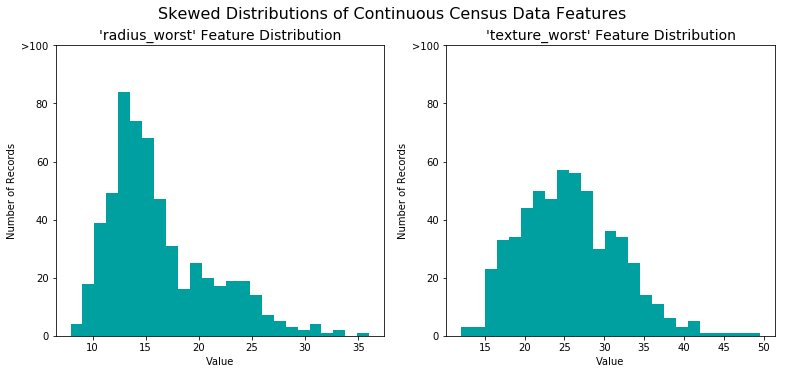 Skewed Distributions of Continuous Census Data Features
'radius_worst' Feature Distribution
>100
80
60
40
20
0
Number of Records
10 15 20 25 30 35
Value
'texture_worst' Feature Distribution
>100
80
60
40
20
0
Number of Records
15 20 25 30 35 40 45 50
Value